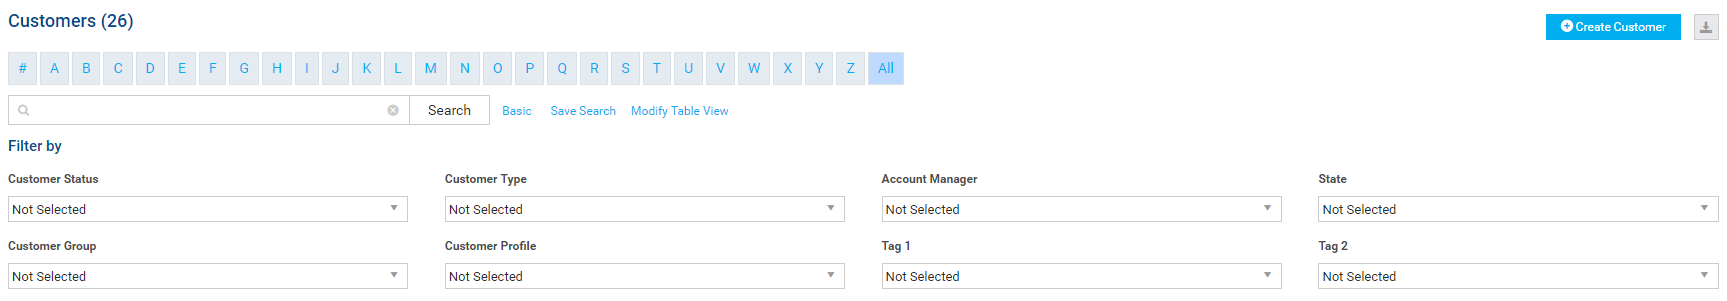 Customers (26)
Create Customer
# A B C D E F G H I J K L M N O P Q R S T U V W X Y Z All
Search Basic Save Search Modify Table View
Filter by
Customer Status Customer Type Account Manager State
Not Selected Not Selected Not Selected Not Selected
Customer Group Customer Profile Tag 1 Tag 2
Not Selected Not Selected Not Selected Not Selected